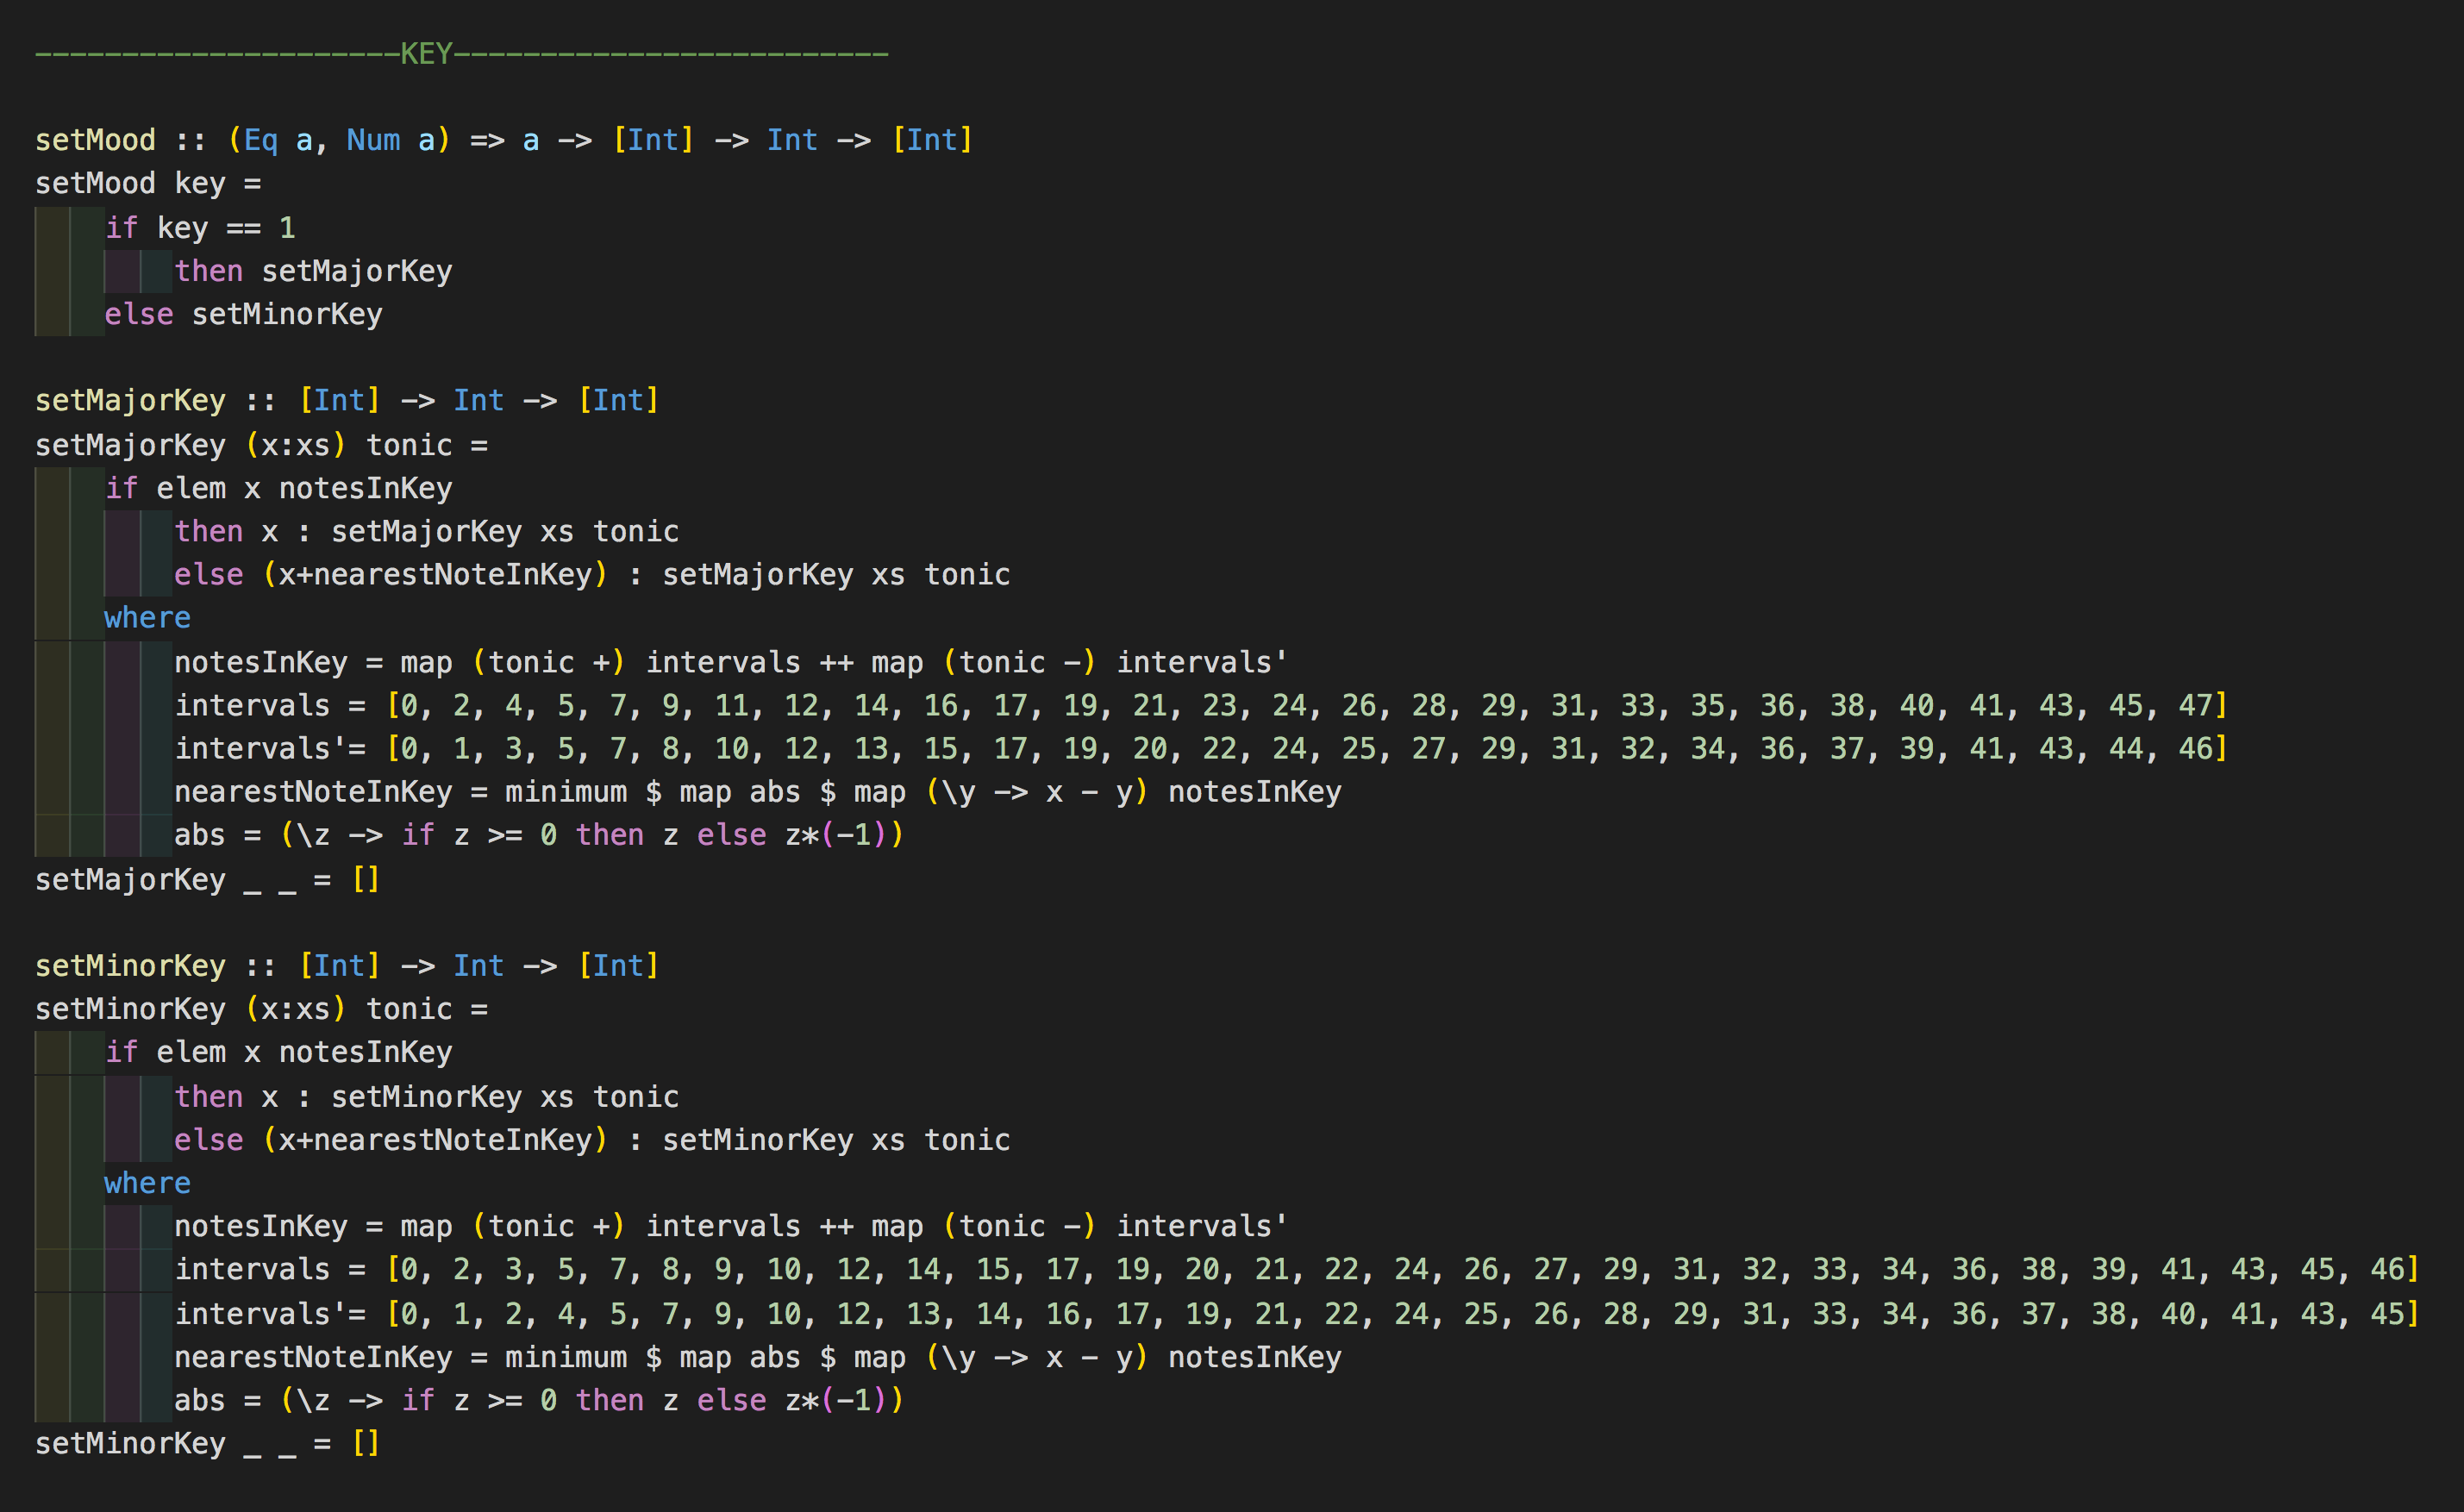 ---------------------KEY-------------------------
setMood :: (Eq a, Num a) => a -> [Int] -> Int -> [Int]
setMood key =
    if key == 1
        then setMajorKey
    else setMinorKey
setMajorKey :: [Int] -> Int -> [Int]
setMajorKey (x:xs) tonic =
    if elem x notesInKey
        then x : setMajorKey xs tonic
        else (x+nearestNoteInKey) : setMajorKey xs tonic
    where
        notesInKey = map (tonic +) intervals ++ map (tonic -) intervals'
        intervals = [0, 2, 4, 5, 7, 9, 11, 12, 14, 16, 17, 19, 21, 23, 24, 26, 28, 29, 31, 33, 35, 36, 38, 40, 41, 43, 45, 47]
        intervals'= [0, 1, 3, 5, 7, 8, 10, 12, 13, 15, 17, 19, 20, 22, 24, 25, 27, 29, 31, 32, 34, 36, 37, 39, 41, 43, 44, 46]
        nearestNoteInKey = minimum $ map abs $ map (\y -> x - y) notesInKey
        abs = (\z -> if z >= 0 then z else z*(-1))
setMajorKey _ _ = []
setMinorKey :: [Int] -> Int -> [Int]
setMinorKey (x:xs) tonic =
    if elem x notesInKey
        then x : setMinorKey xs tonic
        else (x+nearestNoteInKey) : setMinorKey xs tonic
    where
        notesInKey = map (tonic +) intervals ++ map (tonic -) intervals'
        intervals = [0, 2, 3, 5, 7, 8, 9, 10, 12, 14, 15, 17, 19, 20, 21, 22, 24, 26, 27, 29, 31, 32, 33, 34, 36, 38, 39, 41, 43, 45, 46]
        intervals'= [0, 1, 2, 4, 5, 7, 9, 10, 12, 13, 14, 16, 17, 19, 21, 22, 24, 25, 26, 28, 29, 31, 33, 34, 36, 37, 38, 40, 41, 43, 45]
        nearestNoteInKey = minimum $ map abs $ map (\y -> x - y) notesInKey
        abs = (\z -> if z >= 0 then z else z*(-1))
setMinorKey _ _ = []